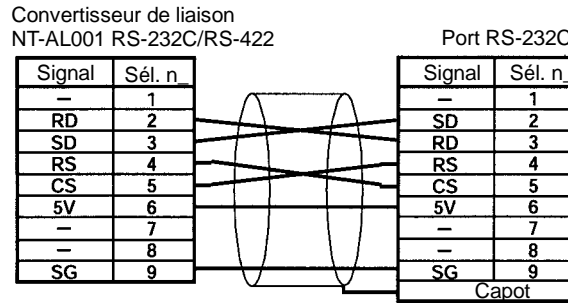 Convertisseur de liaison
NT-AL001 RS-232C/RS-422
Port RS-232C
Signal Sél. n_
– 1
RD 2
SD 3
RS 4
CS 5
5V 6
– 7
– 8
SG 9
Signal Sél. n_
– 1
SD 2
RD 3
RS 4
CS 5
5V 6
– 7
– 8
SG 9
Capot